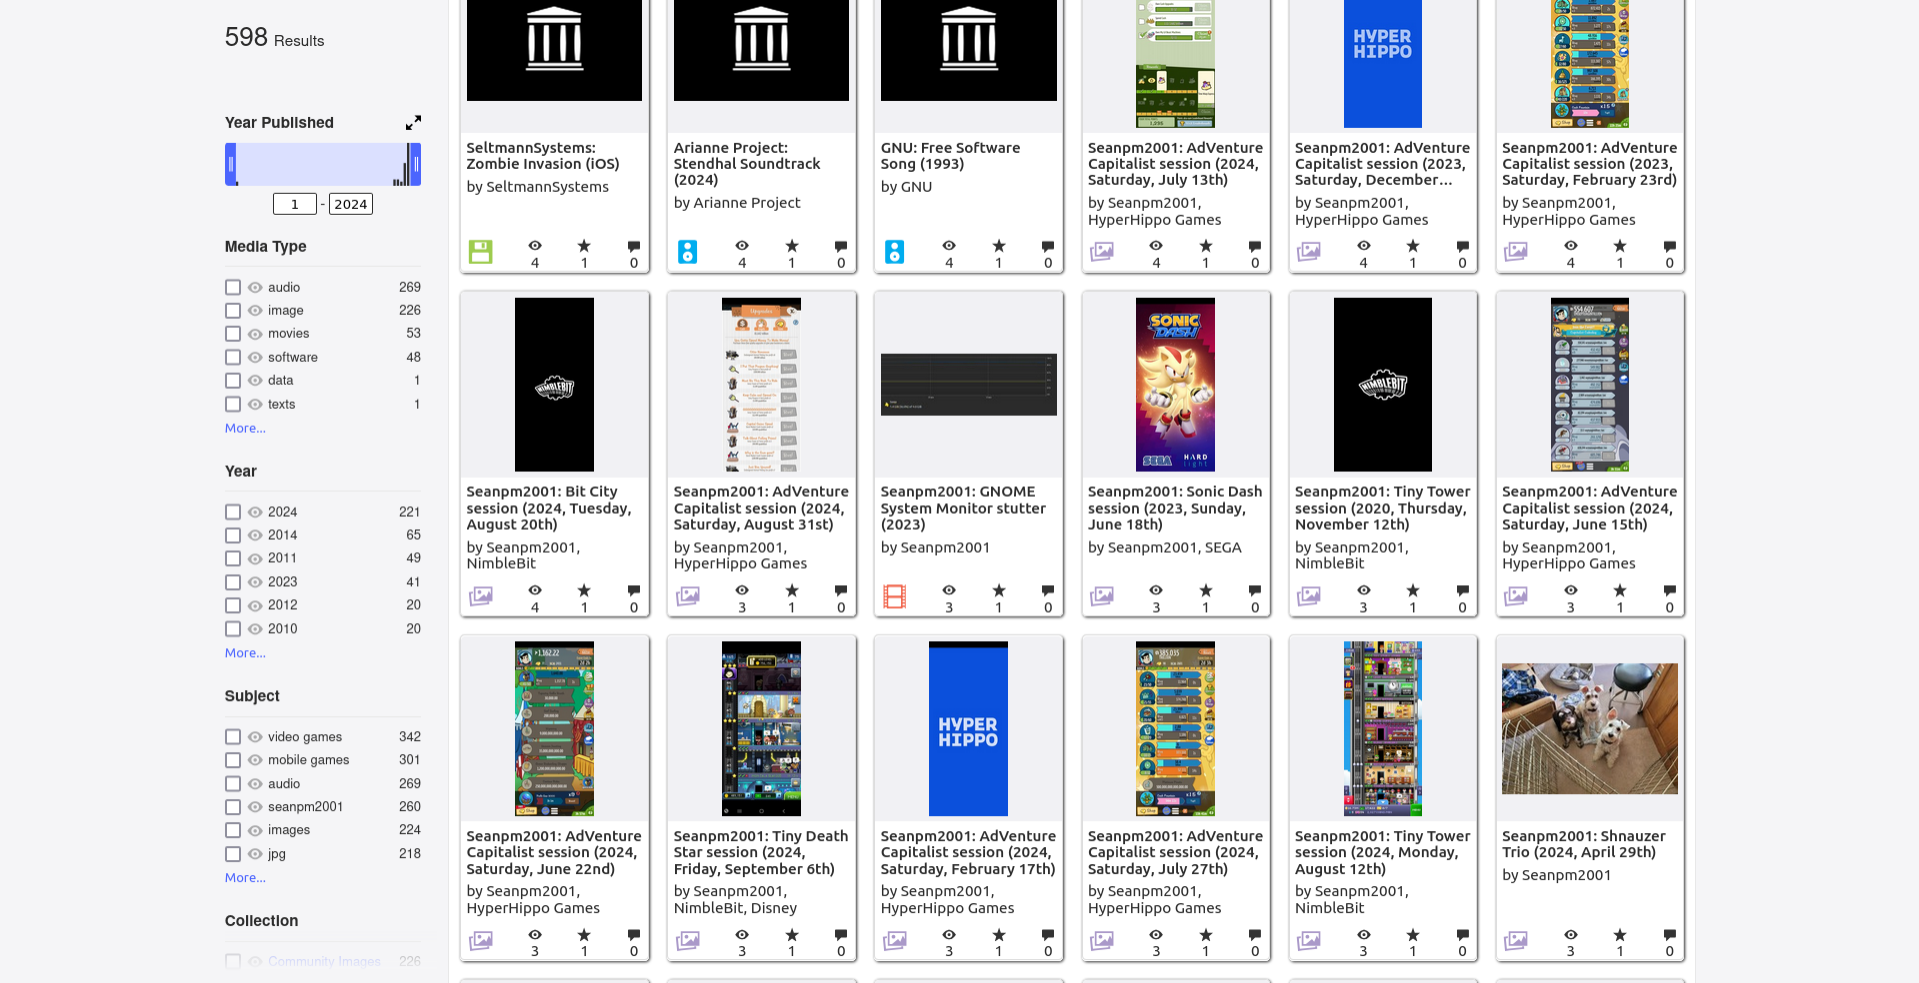 598 Results
Year Published
1 - 2024
Media Type
audio 269
image 226
movies 53
software 48
data 1
texts 1
More...
Year
2024 221
2014 65
2011 49
2023 41
2012 20
2010 20
More...
Subject
video games 342
mobile games 301
audio 269
seanpm2001 260
images 224
jpg 218
More...
Collection
Community Images 226
SeltmannSystems:
Zombie Invasion (iOS)
by SeltmannSystems
4 1 0
Arianne Project:
Stendhal Soundtrack
(2024)
by Arianne Project
4 1 0
GNU: Free Software
Song (1993)
by GNU
4 1 0
Seanpm2001: AdVenture
Capitalist session (2024,
Saturday, July 13th)
by Seanpm2001,
HyperHippo Games
4 1 0
HYPER
HIPPO
Seanpm2001: AdVenture
Capitalist session (2023,
Saturday, December...
by Seanpm2001,
HyperHippo Games
4 1 0
Seanpm2001: AdVenture
Capitalist session (2023,
Saturday, February 23rd)
by Seanpm2001,
HyperHippo Games
4 1 0
NIMBLEBIT
Seanpm2001: Bit City
session (2024, Tuesday,
August 20th)
by Seanpm2001,
NimbleBit
4 1 0
Upgrades
Seanpm2001: AdVenture
Capitalist session (2024,
Saturday, August 31st)
by Seanpm2001,
HyperHippo Games
3 1 0
Seanpm2001: GNOME
System Monitor stutter
(2023)
by Seanpm2001
3 1 0
SONIC
DASH
SEGA HARD
light
Seanpm2001: Sonic Dash
session (2023, Sunday,
June 18th)
by Seanpm2001, SEGA
3 1 0
NIMBLEBIT
Seanpm2001: Tiny Tower
session (2020, Thursday,
November 12th)
by Seanpm2001,
NimbleBit
3 1 0
Seanpm2001: AdVenture
Capitalist session (2024,
Saturday, June 15th)
by Seanpm2001,
HyperHippo Games
3 1 0
Seanpm2001: AdVenture
Capitalist session (2024,
Saturday, June 22nd)
by Seanpm2001,
HyperHippo Games
3 1 0
Seanpm2001: Tiny Death
Star session (2024,
Friday, September 6th)
by Seanpm2001,
NimbleBit, Disney
3 1 0
HYPER
HIPPO
Seanpm2001: AdVenture
Capitalist session (2024,
Saturday, February 17th)
by Seanpm2001,
HyperHippo Games
3 1 0
Seanpm2001: AdVenture
Capitalist session (2024,
Saturday, July 27th)
by Seanpm2001,
HyperHippo Games
3 1 0
Seanpm2001: Tiny Tower
session (2024, Monday,
August 12th)
by Seanpm2001,
NimbleBit
3 1 0
Seanpm2001: Shnauzer
Trio (2024, April 29th)
by Seanpm2001
3 1 0